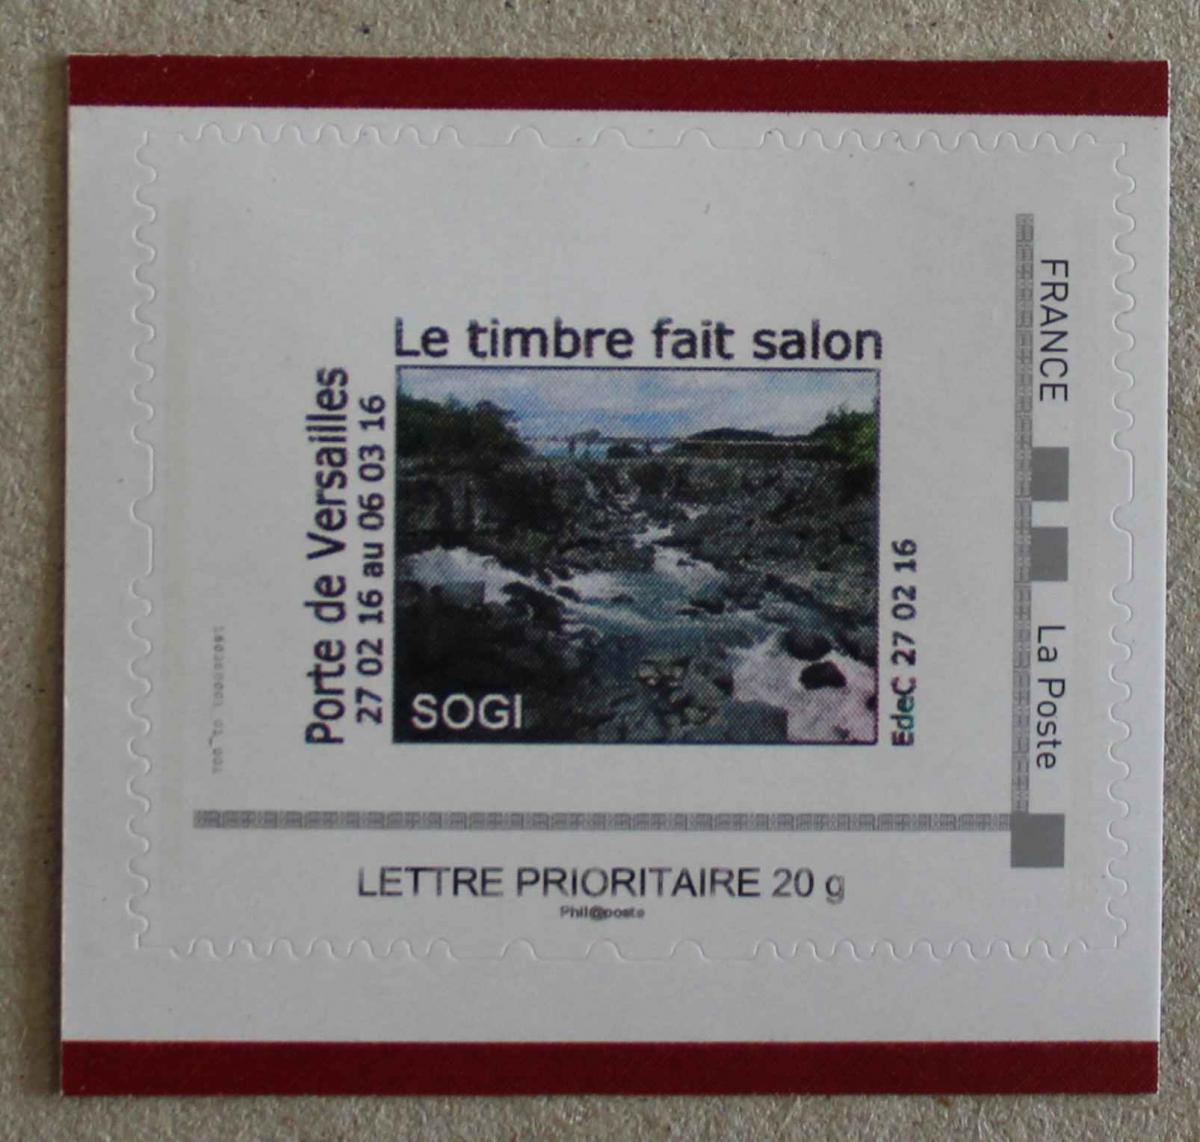 Le timbre fait salon
Porte de Versailles
27 02 16 au 06 03 16
SOGI
EdeC 27 02 16
FRANCE
La Poste
LETTRE PRIORITAIRE 20 g
Phil@poste